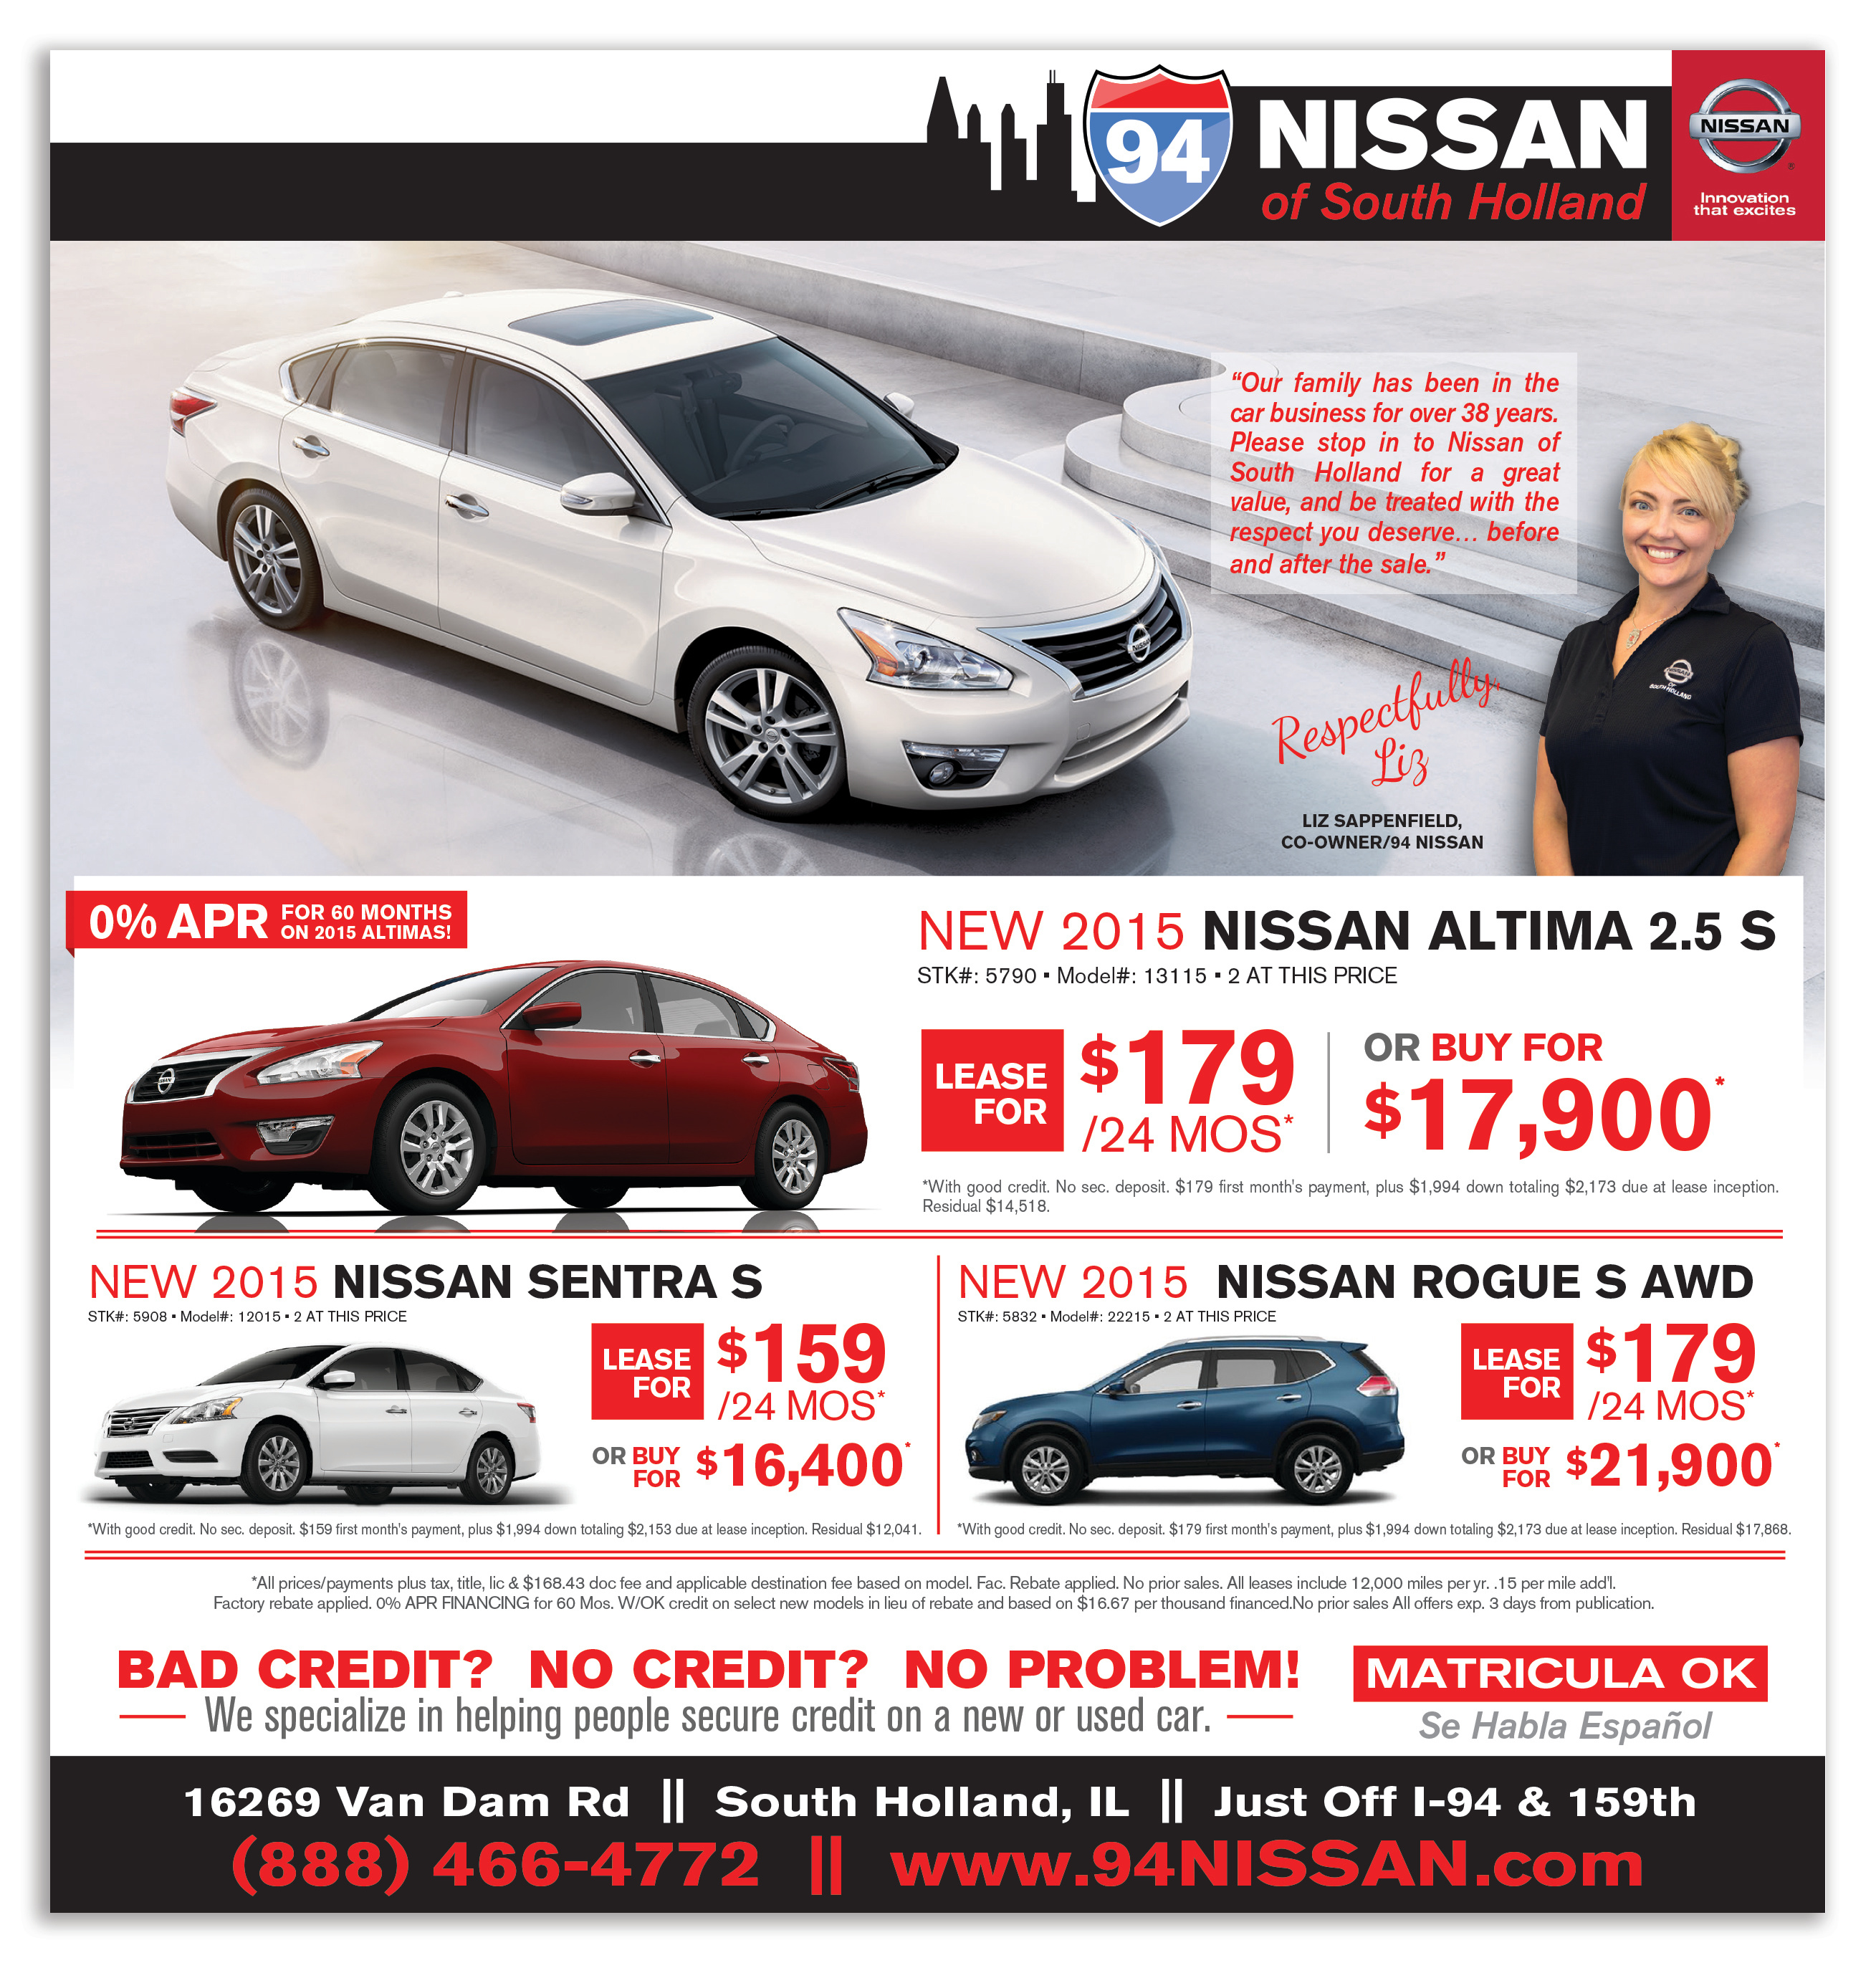 94
NISSAN
of South Holland
NISSAN
Innovation
that excites
“Our family has been in the
car business for over 38 years.
Please stop in to Nissan of
South Holland for a great
value, and be treated with the
respect you deserve… before
and after the sale.”
Respectfully,
Liz
LIZ SAPPENFIELD,
CO-OWNER/94 NISSAN
NISSAN
OF
SOUTH HOLLAND
0% APR FOR 60 MONTHS
ON 2015 ALTIMAS!
NEW 2015 NISSAN ALTIMA 2.5 S
STK#: 5790 ▪ Model#: 13115 ▪ 2 AT THIS PRICE
LEASE
FOR
$179
/24 MOS*
OR BUY FOR
$17,900*
*With good credit. No sec. deposit. $179 first month's payment, plus $1,994 down totaling $2,173 due at lease inception.
Residual $14,518.
NEW 2015 NISSAN SENTRA S
STK#: 5908 ▪ Model#: 12015 ▪ 2 AT THIS PRICE
LEASE
FOR
$159
/24 MOS*
OR BUY
FOR
$16,400*
*With good credit. No sec. deposit. $159 first month's payment, plus $1,994 down totaling $2,153 due at lease inception. Residual $12,041.
NEW 2015 NISSAN ROGUE S AWD
STK#: 5832 ▪ Model#: 22215 ▪ 2 AT THIS PRICE
LEASE
FOR
$179
/24 MOS*
OR BUY
FOR
$21,900*
*With good credit. No sec. deposit. $179 first month's payment, plus $1,994 down totaling $2,173 due at lease inception. Residual $17,868.
*All prices/payments plus tax, title, lic & $168.43 doc fee and applicable destination fee based on model. Fac. Rebate applied. No prior sales. All leases include 12,000 miles per yr. .15 per mile add'l.
Factory rebate applied. 0% APR FINANCING for 60 Mos. W/OK credit on select new models in lieu of rebate and based on $16.67 per thousand financed.No prior sales All offers exp. 3 days from publication.
BAD CREDIT? NO CREDIT? NO PROBLEM!
We specialize in helping people secure credit on a new or used car.
MATRICULA OK
Se Habla Español
16269 Van Dam Rd || South Holland, IL || Just Off I-94 & 159th
(888) 466-4772 || www.94NISSAN.com